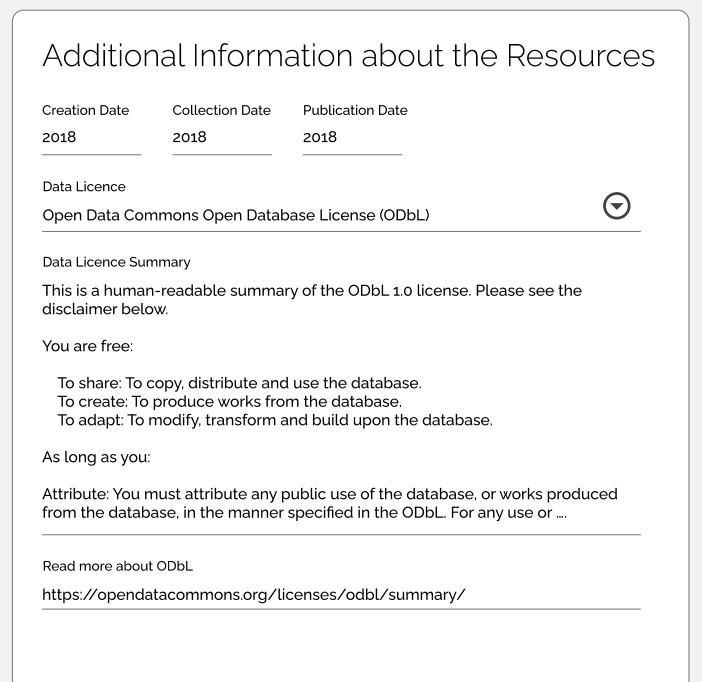 Additional Information about the Resources
Creation Date Collection Date Publication Date
2018 2018 2018
Data Licence
Open Data Commons Open Database License (ODbL)
Data Licence Summary
This is a human-readable summary of the ODbL 1.0 license. Please see the
disclaimer below.
You are free:
To share: To copy, distribute and use the database.
To create: To produce works from the database.
To adapt: To modify, transform and build upon the database.
As long as you:
Attribute: You must attribute any public use of the database, or works produced
from the database, in the manner specified in the ODbL. For any use or ....
Read more about ODbL
https://opendatacommons.org/licenses/odbl/summary/